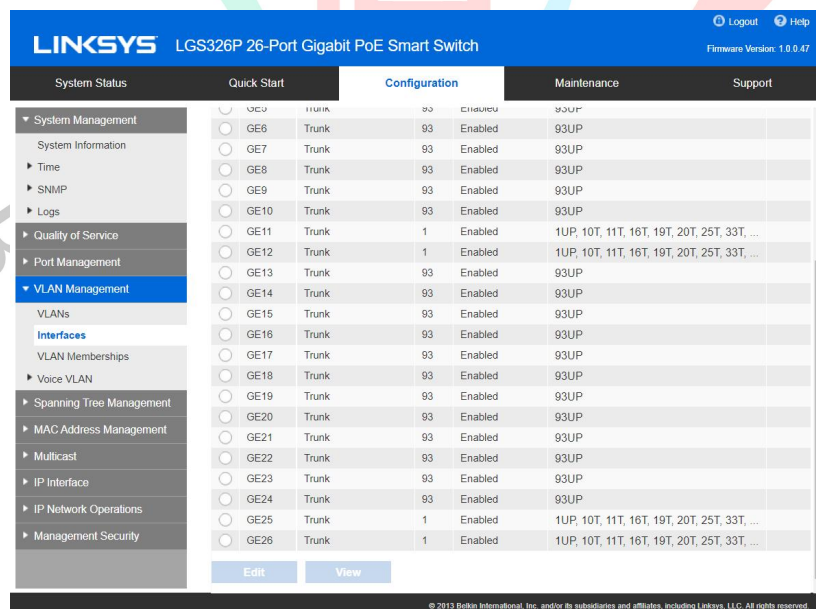 Logout Help
LINKSYS LGS326P 26-Port Gigabit PoE Smart Switch
Firmware Version: 1.0.0.47
System Status Quick Start Configuration Maintenance Support
System Management
System Information
Time
SNMP
Logs
Quality of Service
Port Management
VLAN Management
VLANs
Interfaces
VLAN Memberships
Voice VLAN
Spanning Tree Management
MAC Address Management
Multicast
IP Interface
IP Network Operations
Management Security
GE5 Trunk 93 Enabled 93UP
GE6 Trunk 93 Enabled 93UP
GE7 Trunk 93 Enabled 93UP
GE8 Trunk 93 Enabled 93UP
GE9 Trunk 93 Enabled 93UP
GE10 Trunk 93 Enabled 93UP
GE11 Trunk 1 Enabled 1UP, 10T, 11T, 16T, 19T, 20T, 25T, 33T, ...
GE12 Trunk 1 Enabled 1UP, 10T, 11T, 16T, 19T, 20T, 25T, 33T, ...
GE13 Trunk 93 Enabled 93UP
GE14 Trunk 93 Enabled 93UP
GE15 Trunk 93 Enabled 93UP
GE16 Trunk 93 Enabled 93UP
GE17 Trunk 93 Enabled 93UP
GE18 Trunk 93 Enabled 93UP
GE19 Trunk 93 Enabled 93UP
GE20 Trunk 93 Enabled 93UP
GE21 Trunk 93 Enabled 93UP
GE22 Trunk 93 Enabled 93UP
GE23 Trunk 93 Enabled 93UP
GE24 Trunk 93 Enabled 93UP
GE25 Trunk 1 Enabled 1UP, 10T, 11T, 16T, 19T, 20T, 25T, 33T, ...
GE26 Trunk 1 Enabled 1UP, 10T, 11T, 16T, 19T, 20T, 25T, 33T, ...
Edit View
© 2013 Belkin International, Inc. and/or its subsidiaries and affiliates, including Linksys, LLC. All rights reserved.